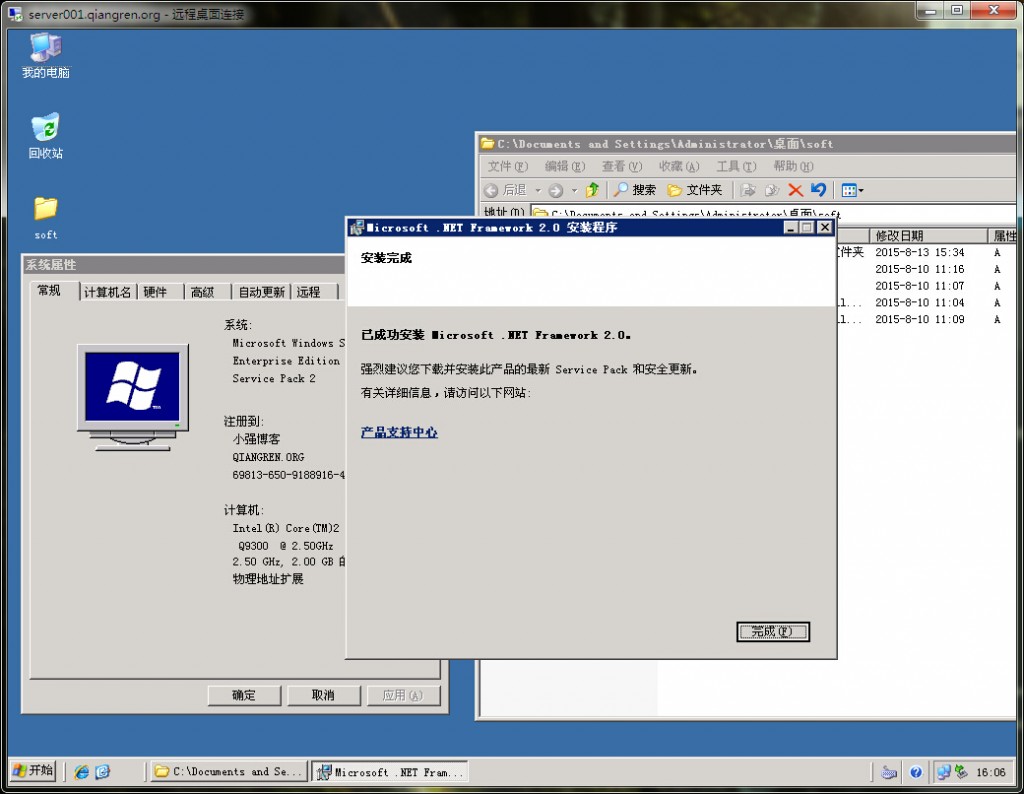 server001.qiangren.org - 远程桌面连接
我的电脑
回收站
soft
C:\Documents and Settings\Administrator\桌面\soft
文件(F) 编辑(E) 查看(V) 收藏(A) 工具(T) 帮助(H)
后退 搜索 文件夹
地址(D) C:\Documents and Settings\Administrator\桌面\soft
修改日期 属性
件夹 2015-8-13 15:34 A
2015-8-10 11:16 A
2015-8-10 11:07 A
l... 2015-8-10 11:04 A
l... 2015-8-10 11:09 A
Microsoft .NET Framework 2.0 安装程序
安装完成
已成功安装 Microsoft .NET Framework 2.0。
强烈建议您下载并安装此产品的最新 Service Pack 和安全更新。
有关详细信息，请访问以下网站:
产品支持中心
完成(F)
系统属性
常规 计算机名 硬件 高级 自动更新 远程
系统:
Microsoft Windows S
Enterprise Edition
Service Pack 2
注册到:
小强博客
QIANGREN.ORG
69813-650-9188916-4
计算机:
Intel(R) Core(TM)2
Q9300 @ 2.50GHz
2.50 GHz, 2.00 GB
物理地址扩展
确定 取消 应用(A)
开始 C:\Documents and Se... Microsoft .NET Fram... 16:06